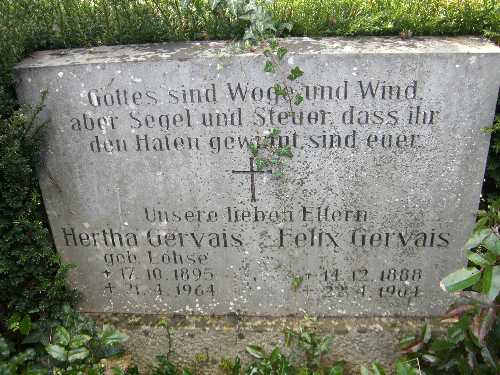 Gottes sind Woge und Wind,
aber Segel und Steuer, dass ihr
den Hafen gewinnt, sind euer.
Unsere lieben Eltern
Hertha Gervais Felix Gervais
geb. Lohse
* 17.10.1895 * 14.12.1888
† 21.4.1964 † 22.4.1964